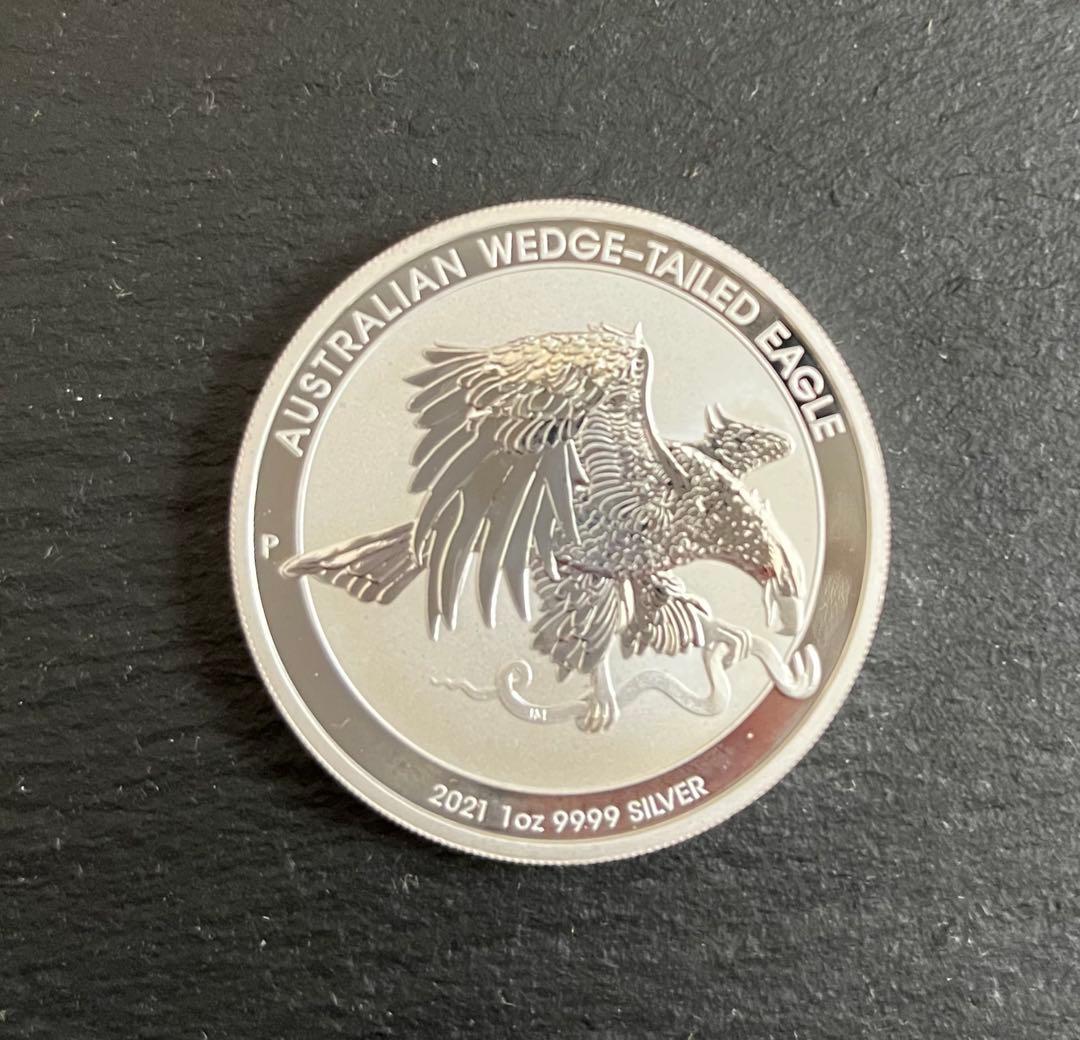 AUSTRALIAN WEDGE-TAILED EAGLE
P
2021 1oz 9999 SILVER